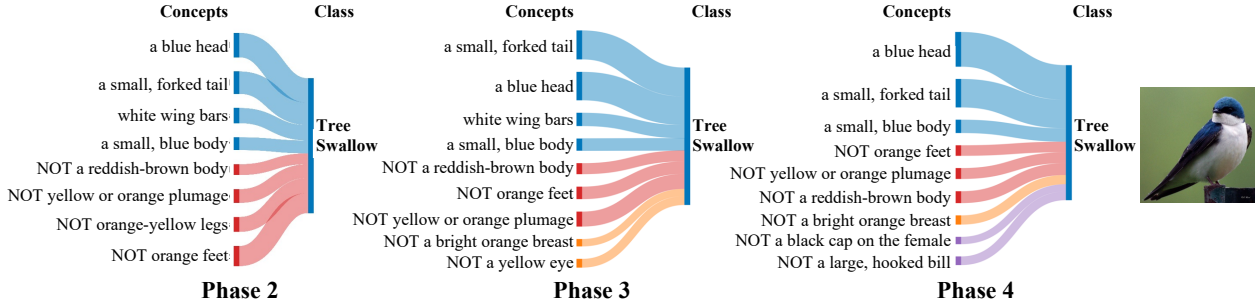 Concepts
Class
a blue head
a small, forked tail
white wing bars
a small, blue body
NOT a reddish-brown body
NOT yellow or orange plumage
NOT orange-yellow legs
NOT orange feet
Tree
Swallow
Phase 2
Concepts
Class
a small, forked tail
a blue head
white wing bars
a small, blue body
NOT a reddish-brown body
NOT orange feet
NOT yellow or orange plumage
NOT a bright orange breast
NOT a yellow eye
Tree
Swallow
Phase 3
Concepts
Class
a blue head
a small, forked tail
a small, blue body
NOT orange feet
NOT yellow or orange plumage
NOT a reddish-brown body
NOT a bright orange breast
NOT a black cap on the female
NOT a large, hooked bill
Tree
Swallow
Phase 4